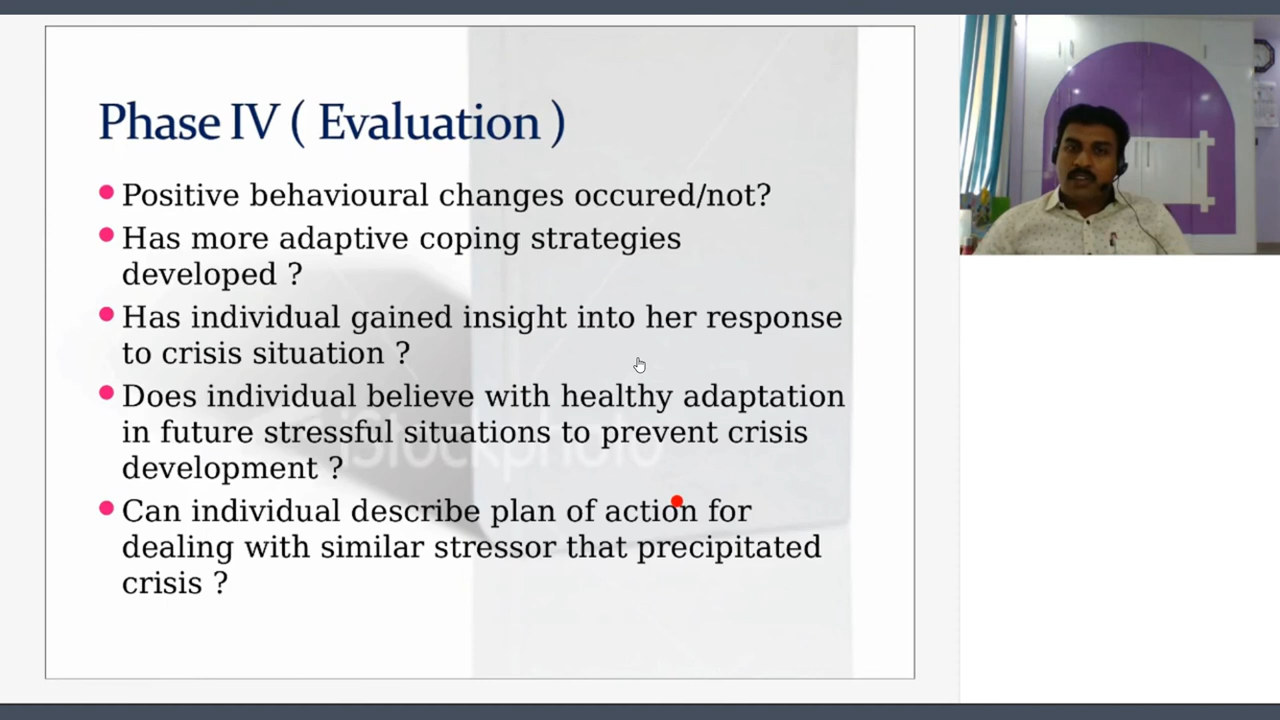 Phase IV ( Evaluation )
Positive behavioural changes occured/not?
Has more adaptive coping strategies
developed ?
Has individual gained insight into her response
to crisis situation ?
Does individual believe with healthy adaptation
in future stressful situations to prevent crisis
development ?
Can individual describe plan of action for
dealing with similar stressor that precipitated
crisis ?
iStockphoto